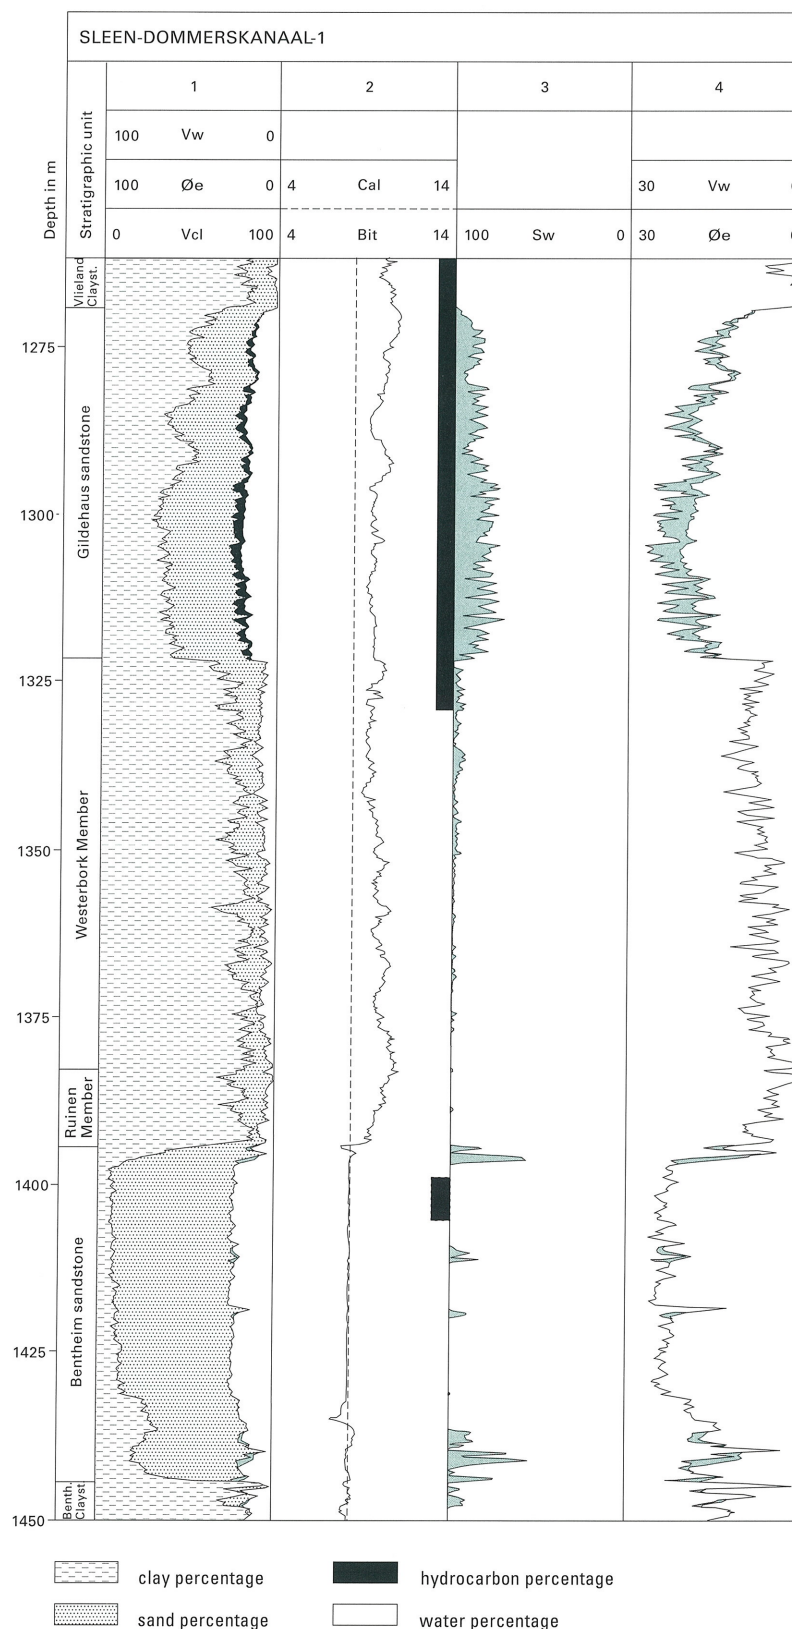 SLEEN-DOMMERSKANAAL-1
Depth in m
Stratigraphic unit
1 2 3 4
100 Vw 0
100 Øe 0 4 Cal 14 30 Vw
0 Vcl 100 4 Bit 14 100 Sw 0 30 Øe
Vlieland
Clayst.
1275
Gildehaus sandstone
1300
1325
Westerbork Member
1350
1375
Ruinen
Member
1400
Bentheim sandstone
1425
Benth.
Clayst.
1450
clay percentage hydrocarbon percentage
sand percentage water percentage